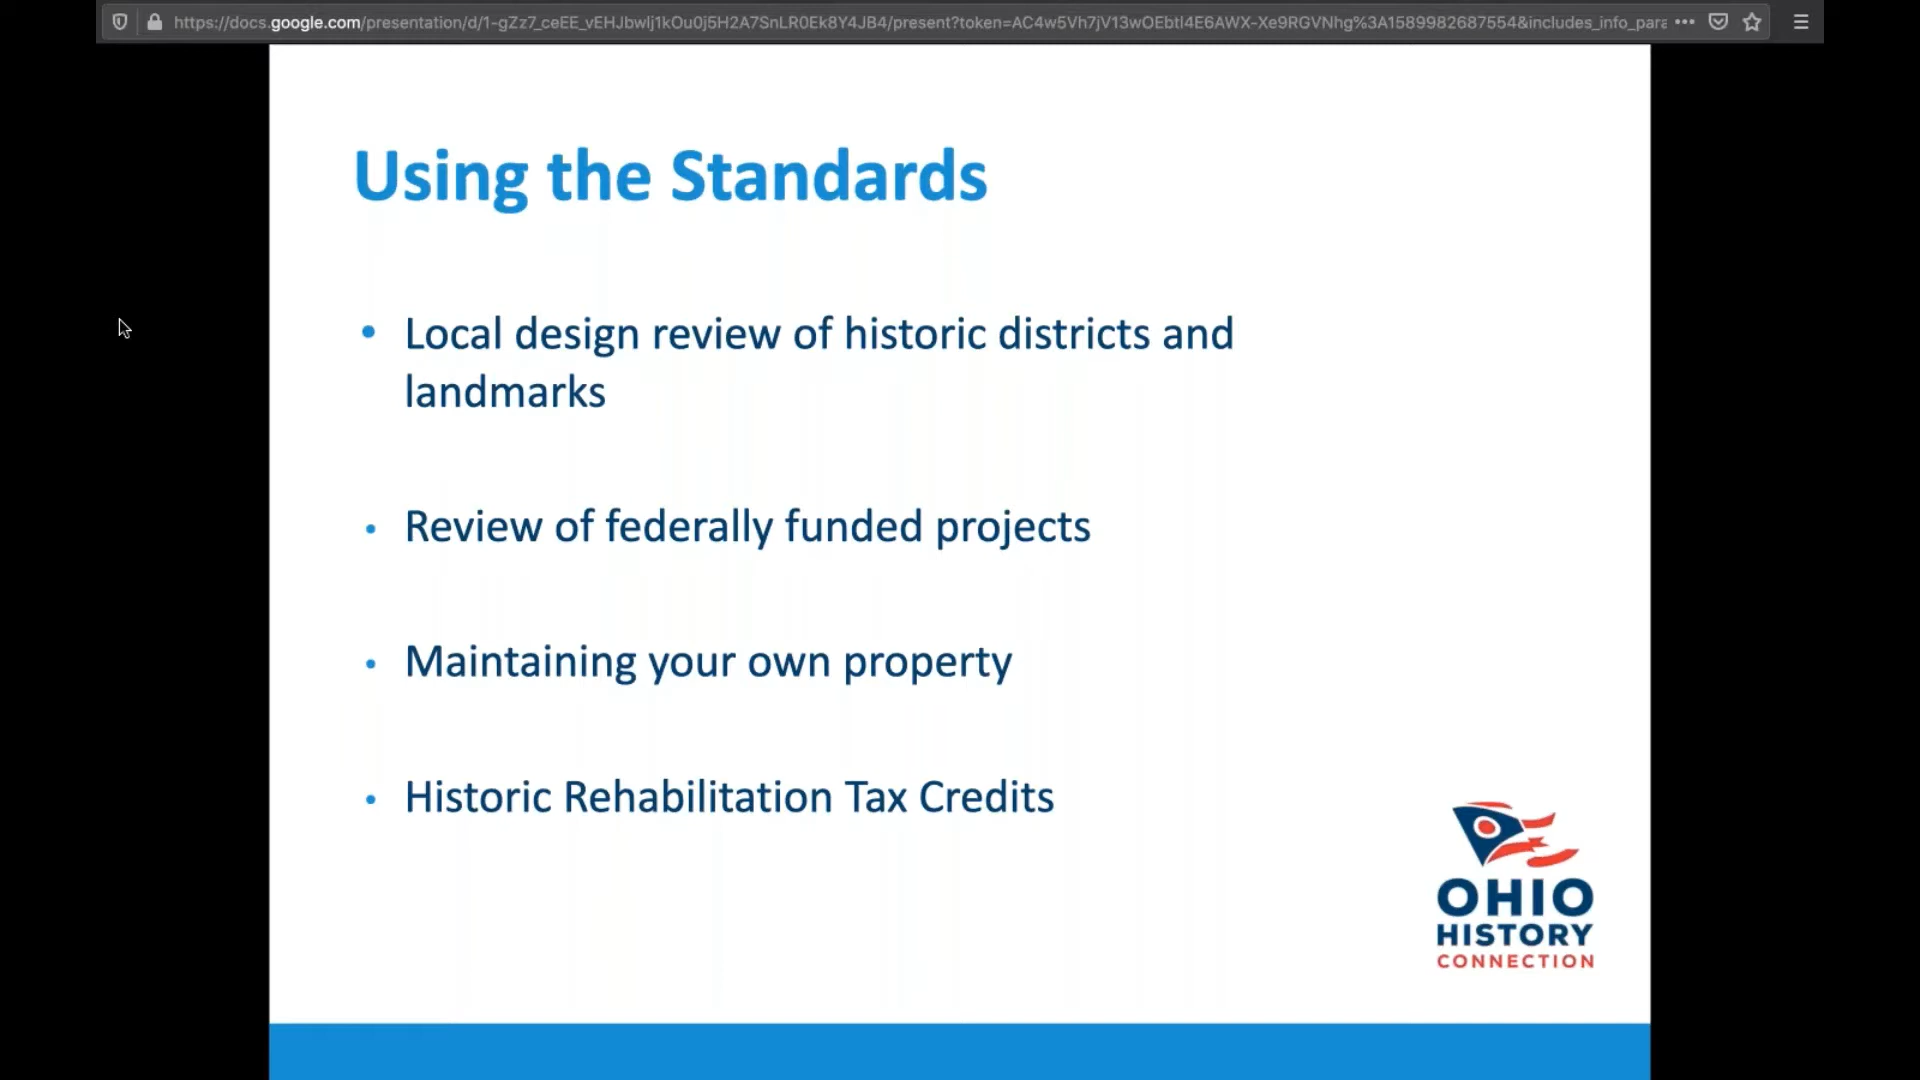 https://docs.google.com/presentation/d/1-gZz7_ceEE_vEHJbwlj1kOu0j5H2A7SnLR0Ek8Y4JB4/present?token=AC4w5Vh7jV13wOEbtl4E6AWX-Xe9RGVNhg%3A1589982687554&includes_info_para
Using the Standards
• Local design review of historic districts and
landmarks
• Review of federally funded projects
• Maintaining your own property
• Historic Rehabilitation Tax Credits
OHIO
HISTORY
CONNECTION